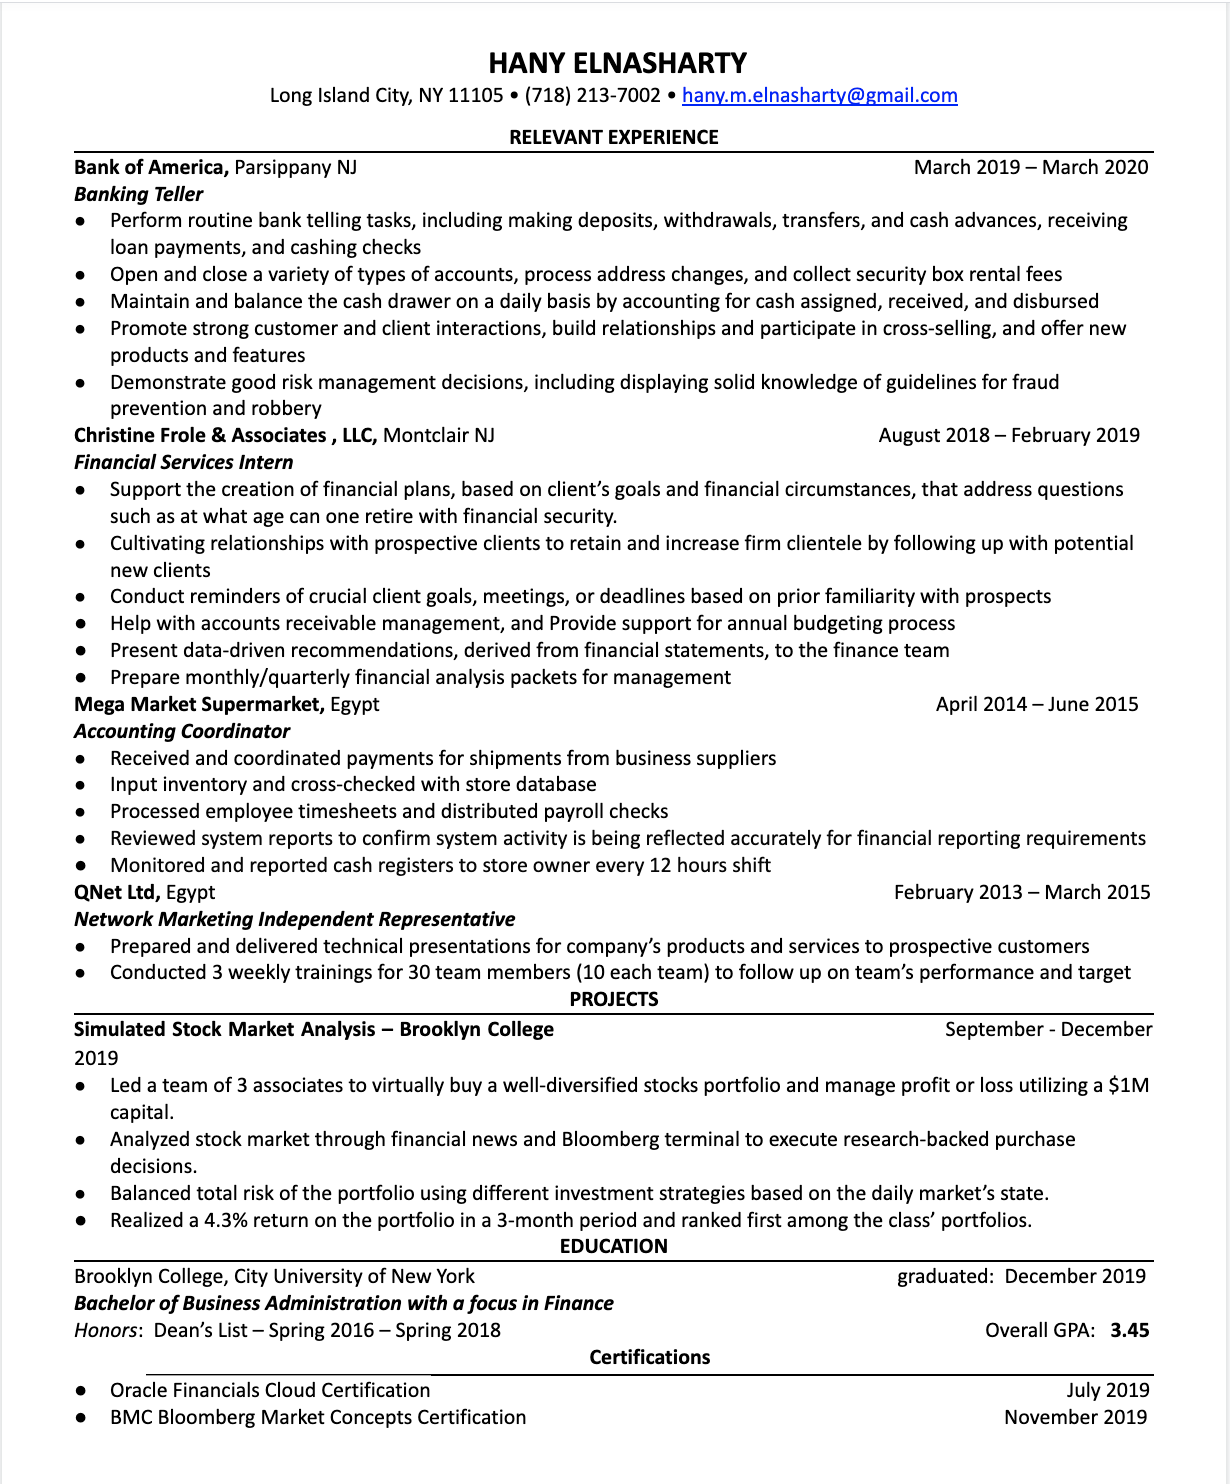 HANY ELNASHARTY
Long Island City, NY 11105 • (718) 213-7002 • hany.m.elnasharty@gmail.com
RELEVANT EXPERIENCE
Bank of America, Parsippany NJ March 2019 – March 2020
Banking Teller
● Perform routine bank telling tasks, including making deposits, withdrawals, transfers, and cash advances, receiving
loan payments, and cashing checks
● Open and close a variety of types of accounts, process address changes, and collect security box rental fees
● Maintain and balance the cash drawer on a daily basis by accounting for cash assigned, received, and disbursed
● Promote strong customer and client interactions, build relationships and participate in cross-selling, and offer new
products and features
● Demonstrate good risk management decisions, including displaying solid knowledge of guidelines for fraud
prevention and robbery
Christine Frole & Associates , LLC, Montclair NJ August 2018 – February 2019
Financial Services Intern
● Support the creation of financial plans, based on client’s goals and financial circumstances, that address questions
such as at what age can one retire with financial security.
● Cultivating relationships with prospective clients to retain and increase firm clientele by following up with potential
new clients
● Conduct reminders of crucial client goals, meetings, or deadlines based on prior familiarity with prospects
● Help with accounts receivable management, and Provide support for annual budgeting process
● Present data-driven recommendations, derived from financial statements, to the finance team
● Prepare monthly/quarterly financial analysis packets for management
Mega Market Supermarket, Egypt April 2014 – June 2015
Accounting Coordinator
● Received and coordinated payments for shipments from business suppliers
● Input inventory and cross-checked with store database
● Processed employee timesheets and distributed payroll checks
● Reviewed system reports to confirm system activity is being reflected accurately for financial reporting requirements
● Monitored and reported cash registers to store owner every 12 hours shift
QNet Ltd, Egypt February 2013 – March 2015
Network Marketing Independent Representative
● Prepared and delivered technical presentations for company’s products and services to prospective customers
● Conducted 3 weekly trainings for 30 team members (10 each team) to follow up on team’s performance and target
PROJECTS
Simulated Stock Market Analysis – Brooklyn College September - December
2019
● Led a team of 3 associates to virtually buy a well-diversified stocks portfolio and manage profit or loss utilizing a $1M
capital.
● Analyzed stock market through financial news and Bloomberg terminal to execute research-backed purchase
decisions.
● Balanced total risk of the portfolio using different investment strategies based on the daily market’s state.
● Realized a 4.3% return on the portfolio in a 3-month period and ranked first among the class’ portfolios.
EDUCATION
Brooklyn College, City University of New York graduated: December 2019
Bachelor of Business Administration with a focus in Finance
Honors: Dean’s List – Spring 2016 – Spring 2018 Overall GPA: 3.45
Certifications
● Oracle Financials Cloud Certification July 2019
● BMC Bloomberg Market Concepts Certification November 2019